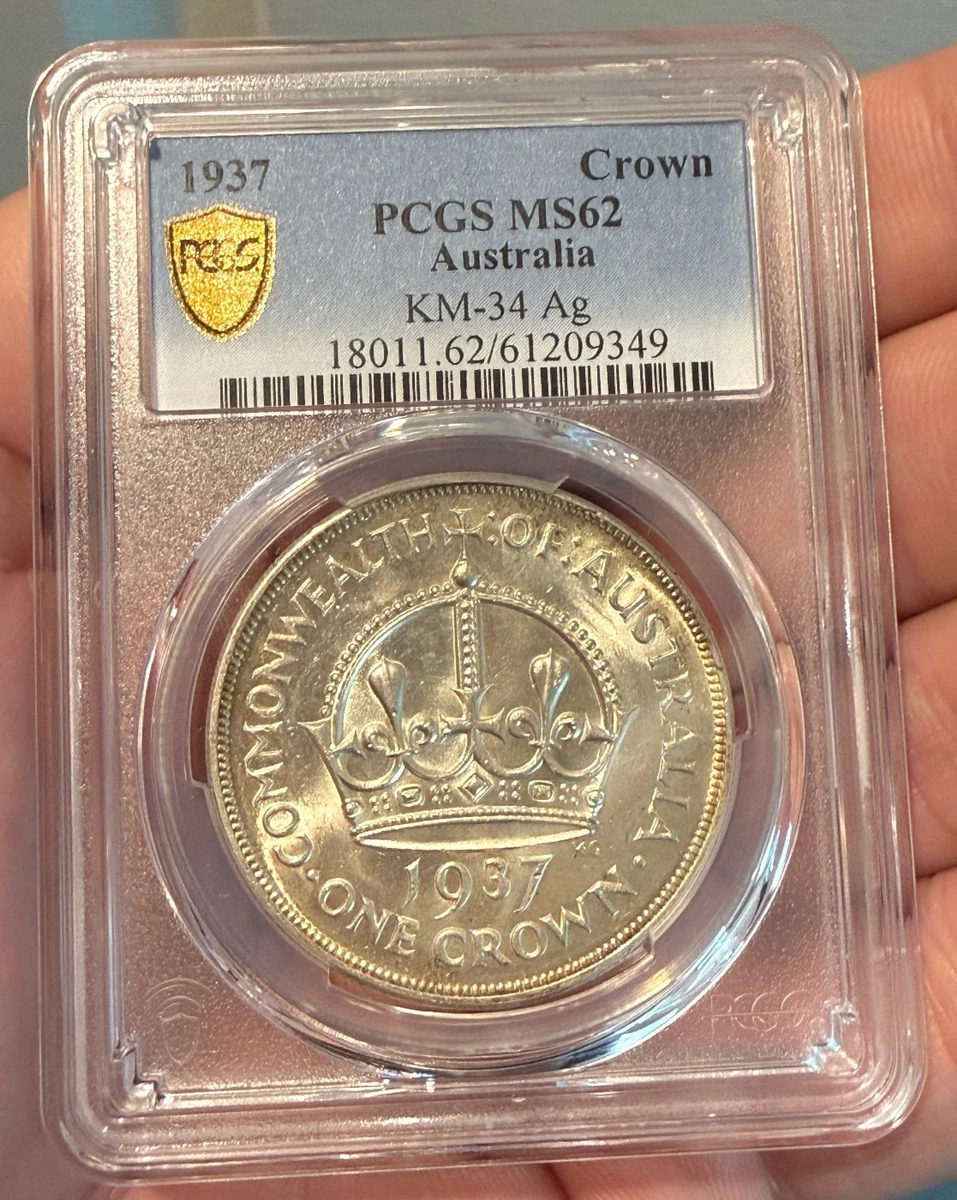 1937 Crown
PCGS MS62
PCGS
Australia
KM-34 Ag
18011.62/61209349
COMMONWEALTH : OF : AUSTRALIA ·
1937
KG
· ONE CROWN
PCGS